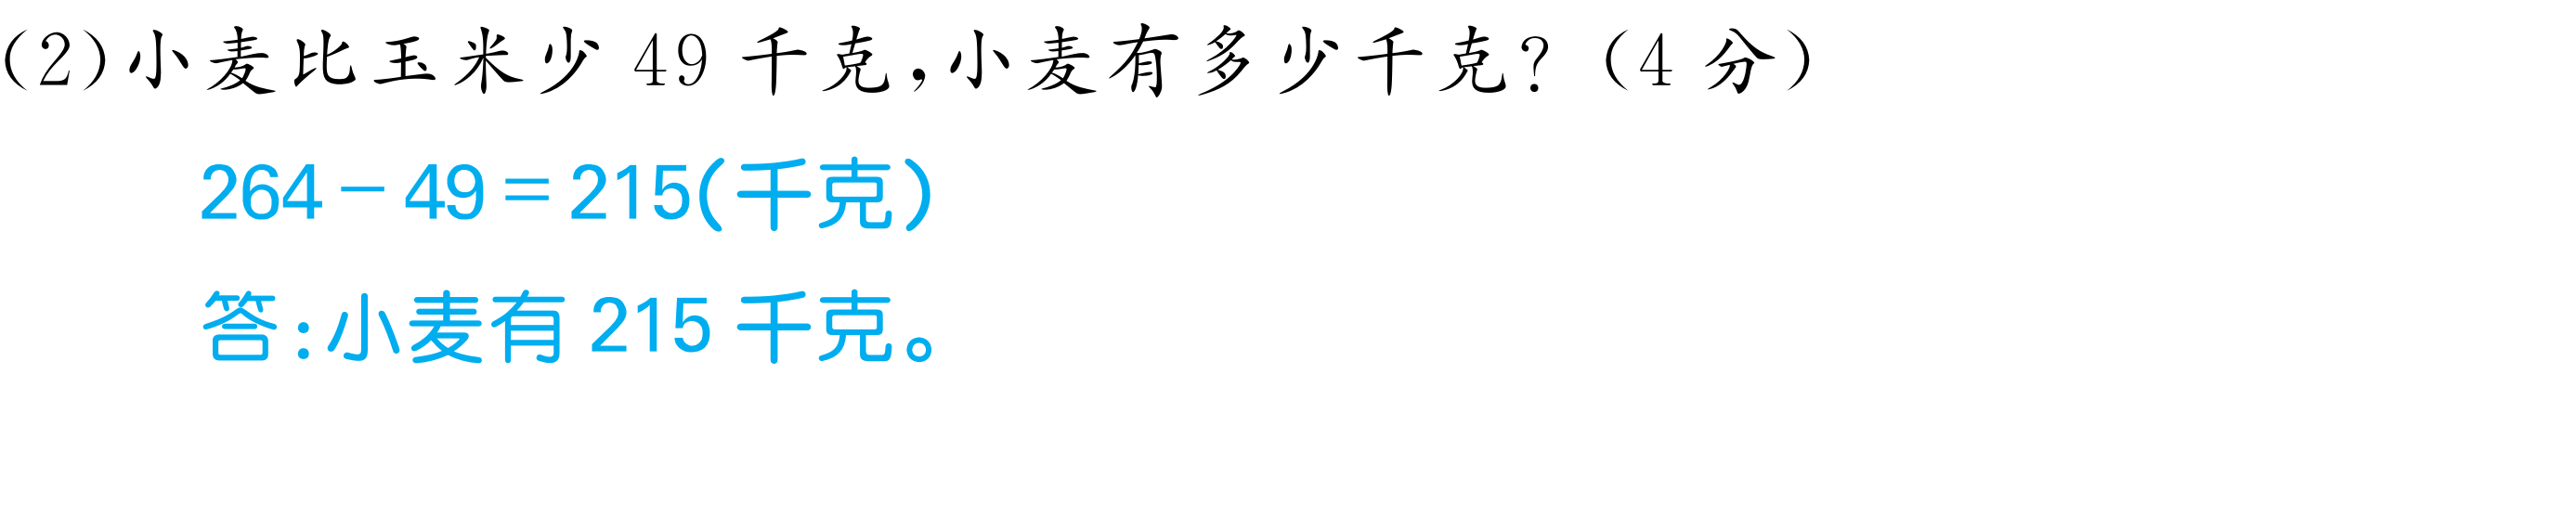 (2)小麦比玉米少 49 千克,小麦有多少千克?(4 分)
264-49=215(千克)
答:小麦有 215 千克。